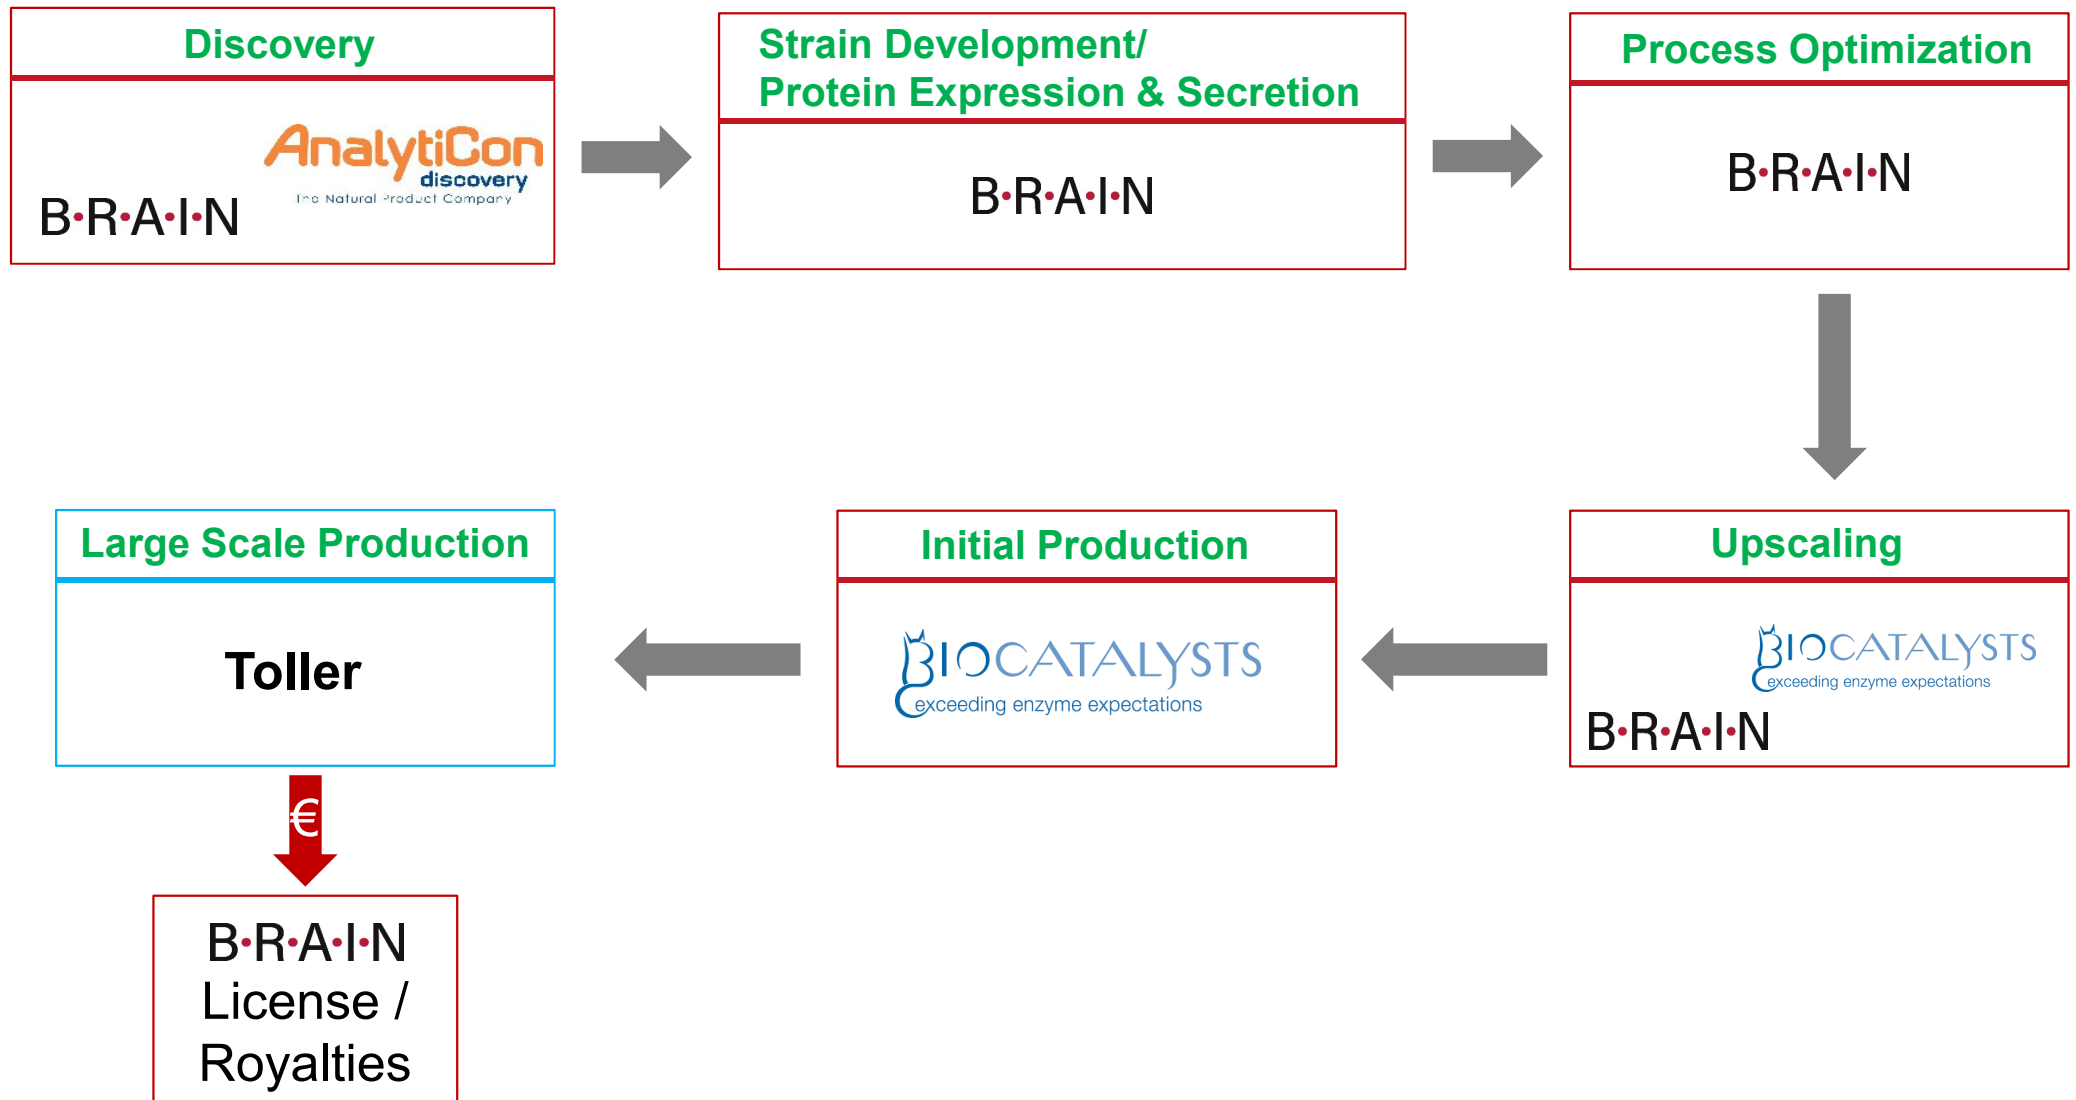 Discovery
AnalytiCon
discovery
The Natural Product Company
B·R·A·I·N
Strain Development/
Protein Expression & Secretion
B·R·A·I·N
Process Optimization
B·R·A·I·N
Upscaling
BIOCATALYSTS
exceeding enzyme expectations
B·R·A·I·N
Initial Production
BIOCATALYSTS
exceeding enzyme expectations
Large Scale Production
Toller
€
B·R·A·I·N
License /
Royalties